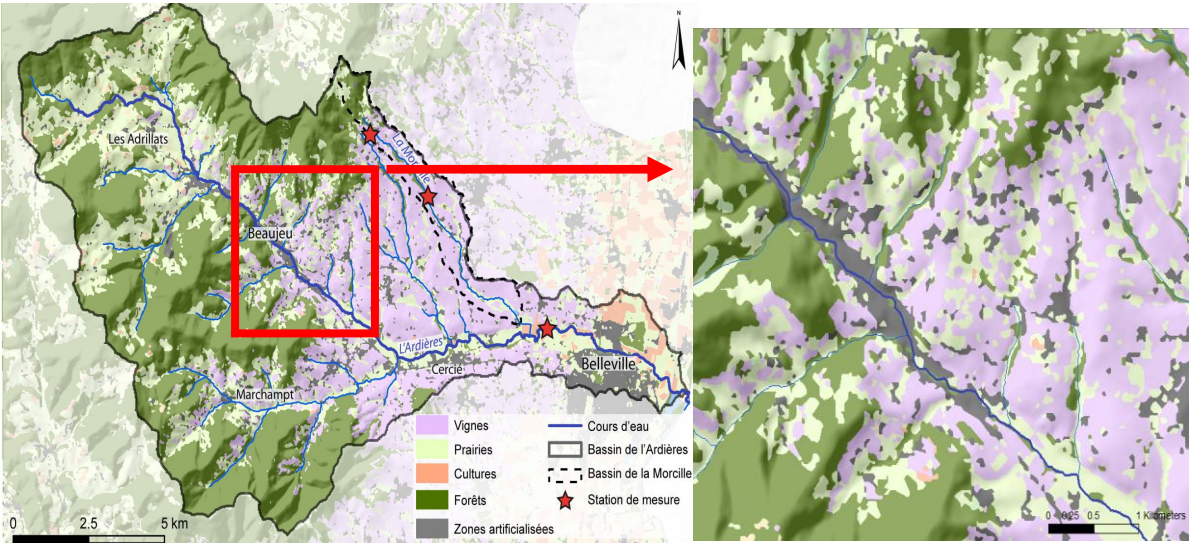 N
Les Adrillats
La Morcille
Beaujeu
L'Ardières
Cercié
Belleville
Marchampt
Vignes
Prairies
Cultures
Forêts
Zones artificialisées
Cours d'eau
Bassin de l'Ardières
Bassin de la Morcille
Station de mesure
0 2.5 5 km
0 0.25 0.5 1 Kilometers